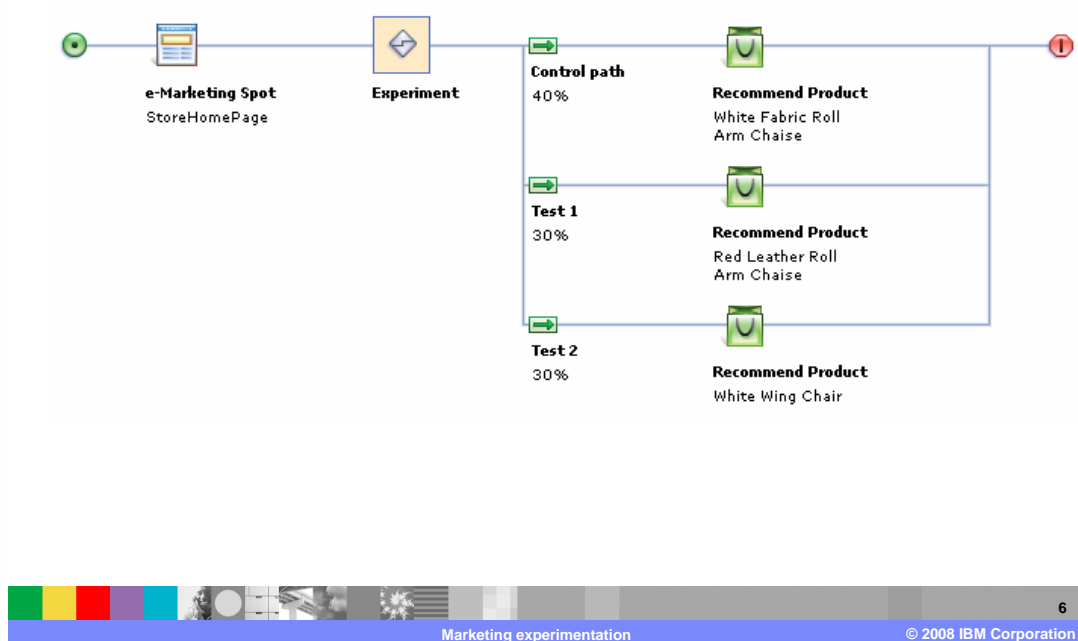 e-Marketing Spot
StoreHomePage
Experiment
Control path
40%
Recommend Product
White Fabric Roll
Arm Chaise
Test 1
30%
Recommend Product
Red Leather Roll
Arm Chaise
Test 2
30%
Recommend Product
White Wing Chair
6
Marketing experimentation
© 2008 IBM Corporation